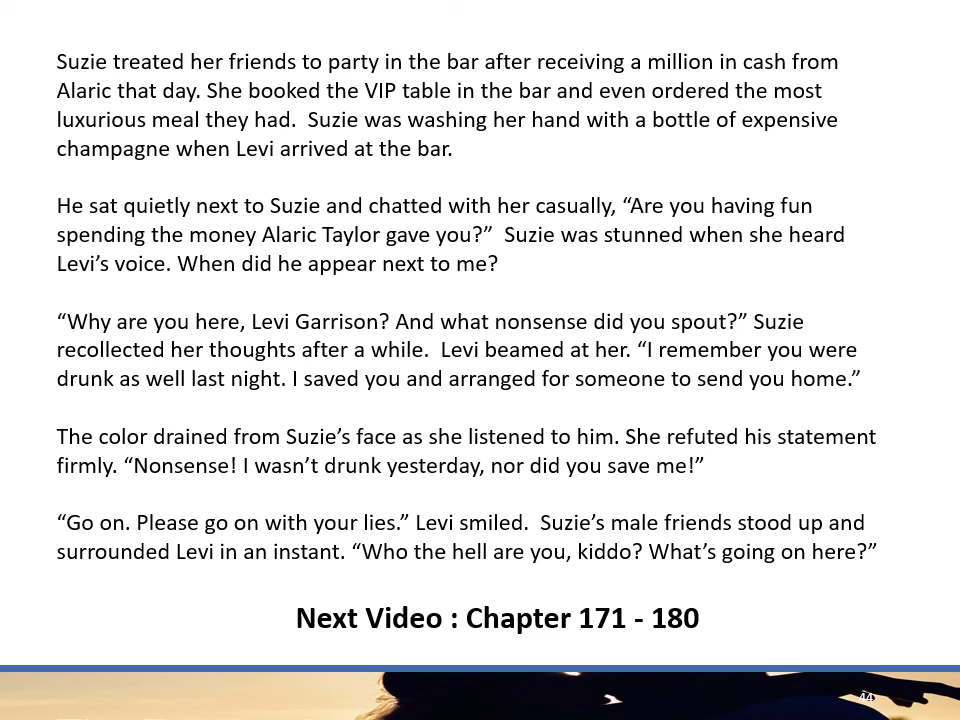 Suzie treated her friends to party in the bar after receiving a million in cash from
Alaric that day. She booked the VIP table in the bar and even ordered the most
luxurious meal they had.  Suzie was washing her hand with a bottle of expensive
champagne when Levi arrived at the bar.
He sat quietly next to Suzie and chatted with her casually, “Are you having fun
spending the money Alaric Taylor gave you?”  Suzie was stunned when she heard
Levi’s voice. When did he appear next to me?
“Why are you here, Levi Garrison? And what nonsense did you spout?” Suzie
recollected her thoughts after a while.  Levi beamed at her. “I remember you were
drunk as well last night. I saved you and arranged for someone to send you home.”
The color drained from Suzie’s face as she listened to him. She refuted his statement
firmly. “Nonsense! I wasn’t drunk yesterday, nor did you save me!”
“Go on. Please go on with your lies.” Levi smiled.  Suzie’s male friends stood up and
surrounded Levi in an instant. “Who the hell are you, kiddo? What’s going on here?”
Next Video : Chapter 171 - 180
44